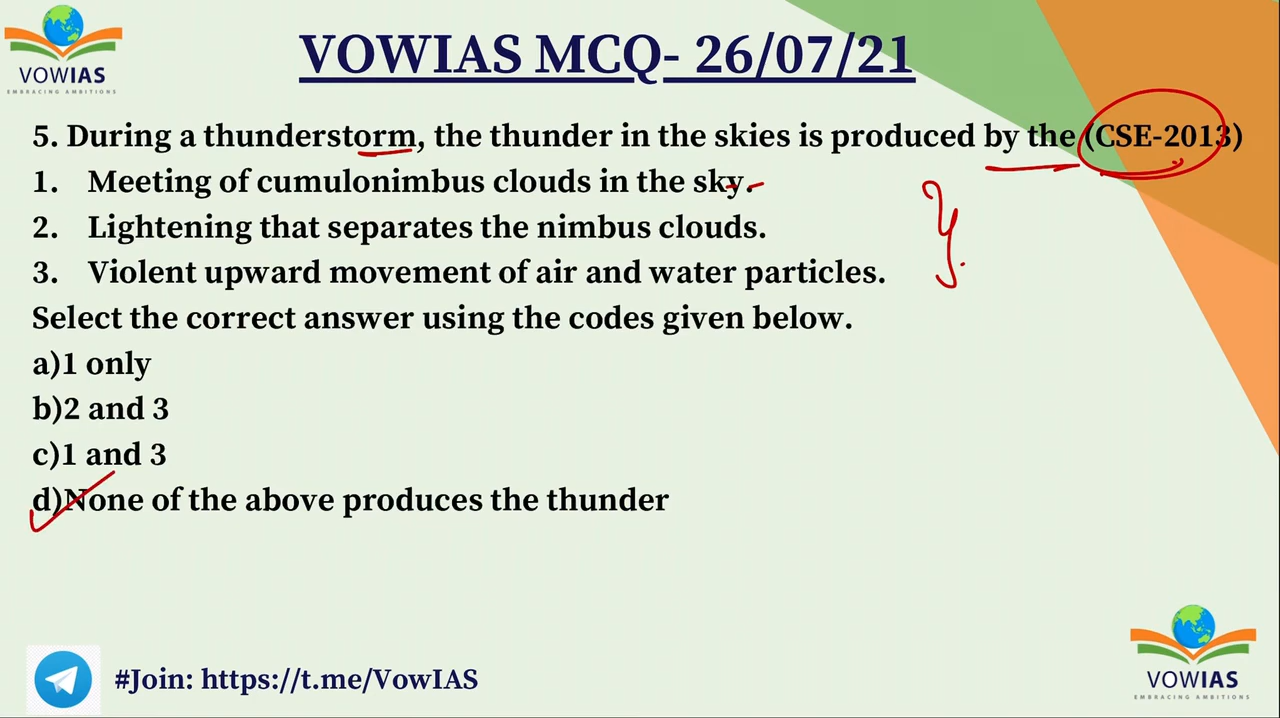 VOWIAS
EMBRACING AMBITIONS
VOWIAS MCQ- 26/07/21
5. During a thunderstorm, the thunder in the skies is produced by the (CSE-2013)
1. Meeting of cumulonimbus clouds in the sky.
2. Lightening that separates the nimbus clouds.
3. Violent upward movement of air and water particles.
Select the correct answer using the codes given below.
a)1 only
b)2 and 3
c)1 and 3
d)None of the above produces the thunder
#Join: https://t.me/VowIAS
VOWIAS
EMBRACING AMBITIONS